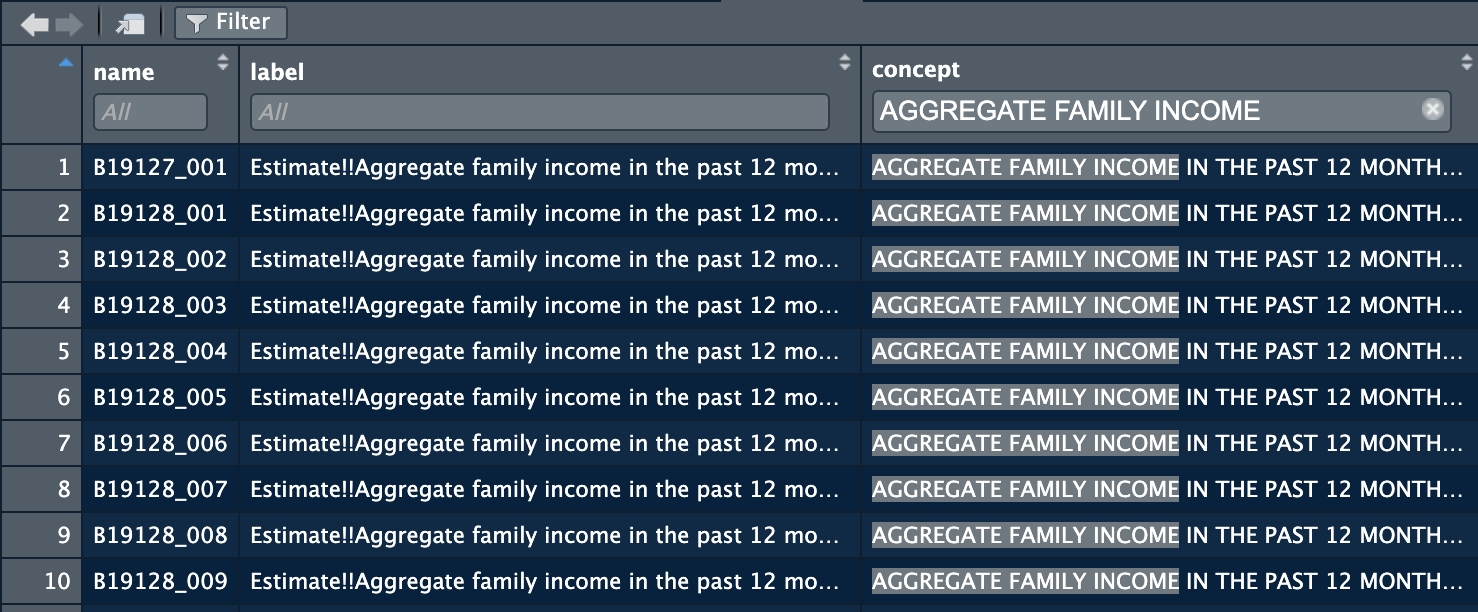 Filter
name label concept
All All AGGREGATE FAMILY INCOME
1 B19127_001 Estimate!!Aggregate family income in the past 12 mo... AGGREGATE FAMILY INCOME IN THE PAST 12 MONTH...
2 B19128_001 Estimate!!Aggregate family income in the past 12 mo... AGGREGATE FAMILY INCOME IN THE PAST 12 MONTH...
3 B19128_002 Estimate!!Aggregate family income in the past 12 mo... AGGREGATE FAMILY INCOME IN THE PAST 12 MONTH...
4 B19128_003 Estimate!!Aggregate family income in the past 12 mo... AGGREGATE FAMILY INCOME IN THE PAST 12 MONTH...
5 B19128_004 Estimate!!Aggregate family income in the past 12 mo... AGGREGATE FAMILY INCOME IN THE PAST 12 MONTH...
6 B19128_005 Estimate!!Aggregate family income in the past 12 mo... AGGREGATE FAMILY INCOME IN THE PAST 12 MONTH...
7 B19128_006 Estimate!!Aggregate family income in the past 12 mo... AGGREGATE FAMILY INCOME IN THE PAST 12 MONTH...
8 B19128_007 Estimate!!Aggregate family income in the past 12 mo... AGGREGATE FAMILY INCOME IN THE PAST 12 MONTH...
9 B19128_008 Estimate!!Aggregate family income in the past 12 mo... AGGREGATE FAMILY INCOME IN THE PAST 12 MONTH...
10 B19128_009 Estimate!!Aggregate family income in the past 12 mo... AGGREGATE FAMILY INCOME IN THE PAST 12 MONTH...